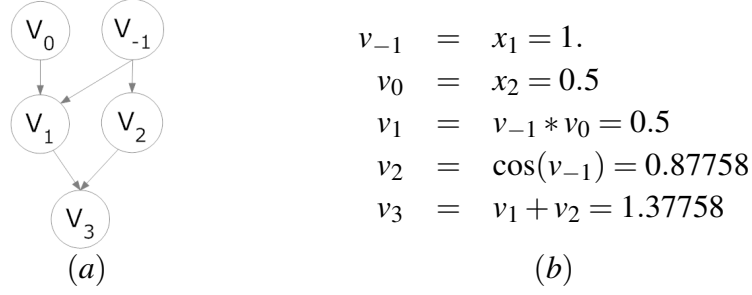 V0 V-1
V1 V2
V3
(a)
v−1 = x1 = 1.
v0 = x2 = 0.5
v1 = v−1 ∗ v0 = 0.5
v2 = cos(v−1) = 0.87758
v3 = v1 + v2 = 1.37758
(b)